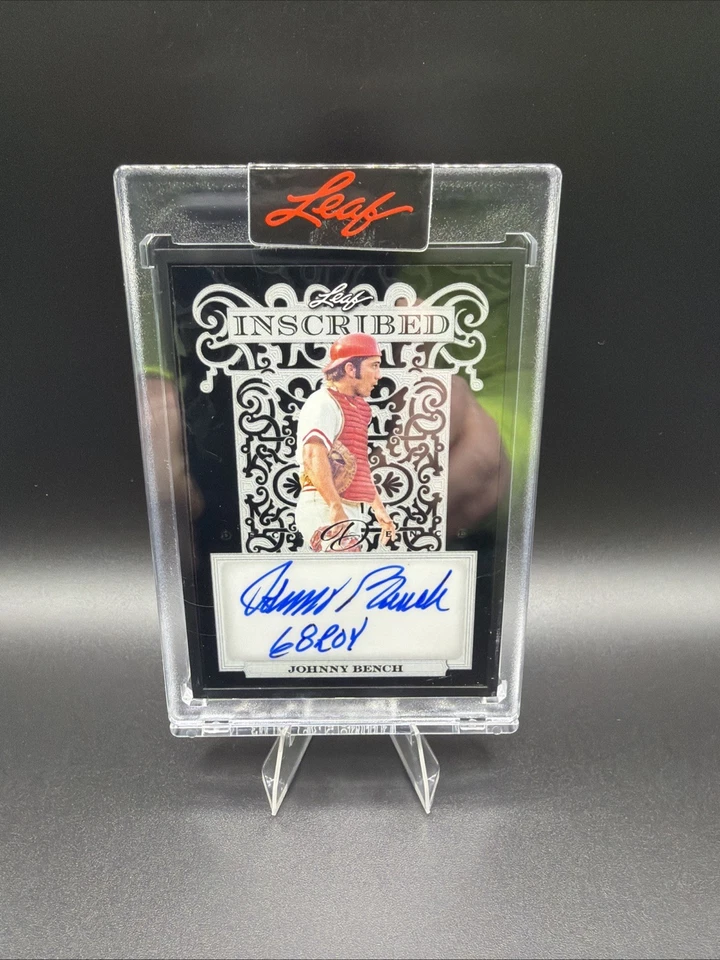 Leaf
Leaf
INSCRIBED
Johnny Bench
68 ROY
JOHNNY BENCH